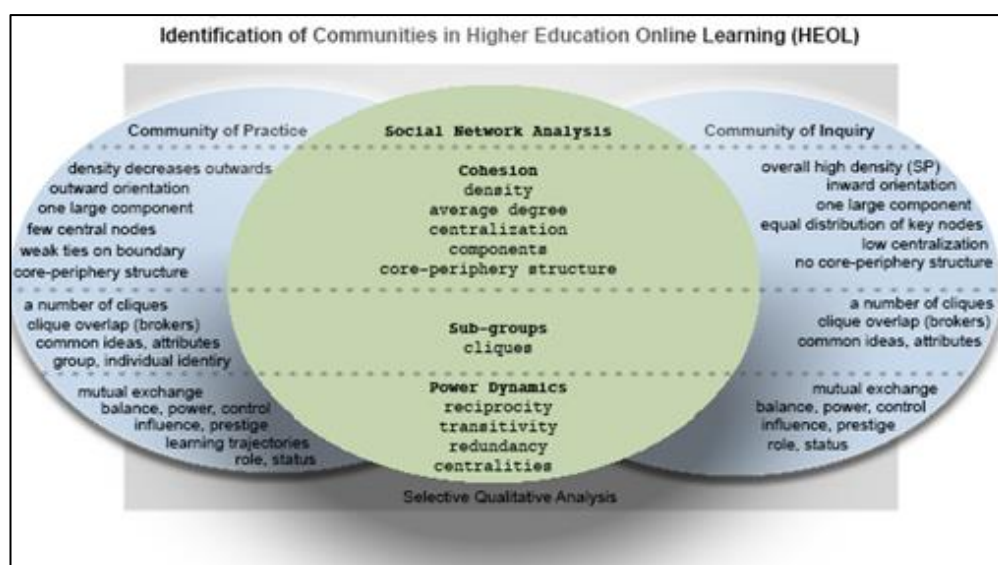 Identification of Communities in Higher Education Online Learning (HEOL)
Community of Practice
density decreases outwards
outward orientation
one large component
few central nodes
weak ties on boundary
core-periphery structure
a number of cliques
clique overlap (brokers)
common ideas, attributes
group, individual identiry
mutual exchange
balance, power, control
influence, prestige
learning trajectories
role, status
Social Network Analysis
Cohesion
density
average degree
centralization
components
core-periphery structure
Sub-groups
cliques
Power Dynamics
reciprocity
transitivity
redundancy
centralities
Community of Inquiry
overall high density (SP)
inward orientation
one large component
equal distribution of key nodes
low centralization
no core-periphery structure
a number of cliques
clique overlap (brokers)
common ideas, attributes
mutual exchange
balance, power, control
influence, prestige
role, status
Selective Qualitative Analysis